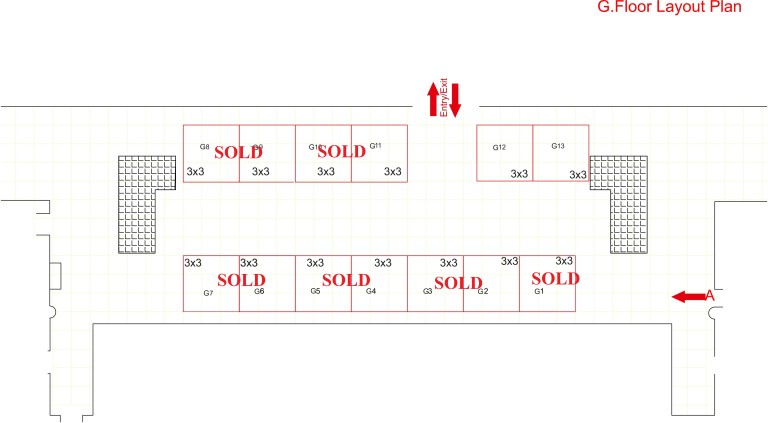 G.Floor Layout Plan
Entry/Exit
G8 G9 G10 G11 G12 G13
SOLD SOLD
3x3 3x3 3x3 3x3 3x3 3x3
3x3 3x3 3x3 3x3 3x3 3x3 3x3
SOLD SOLD SOLD SOLD
G7 G6 G5 G4 G3 G2 G1
A